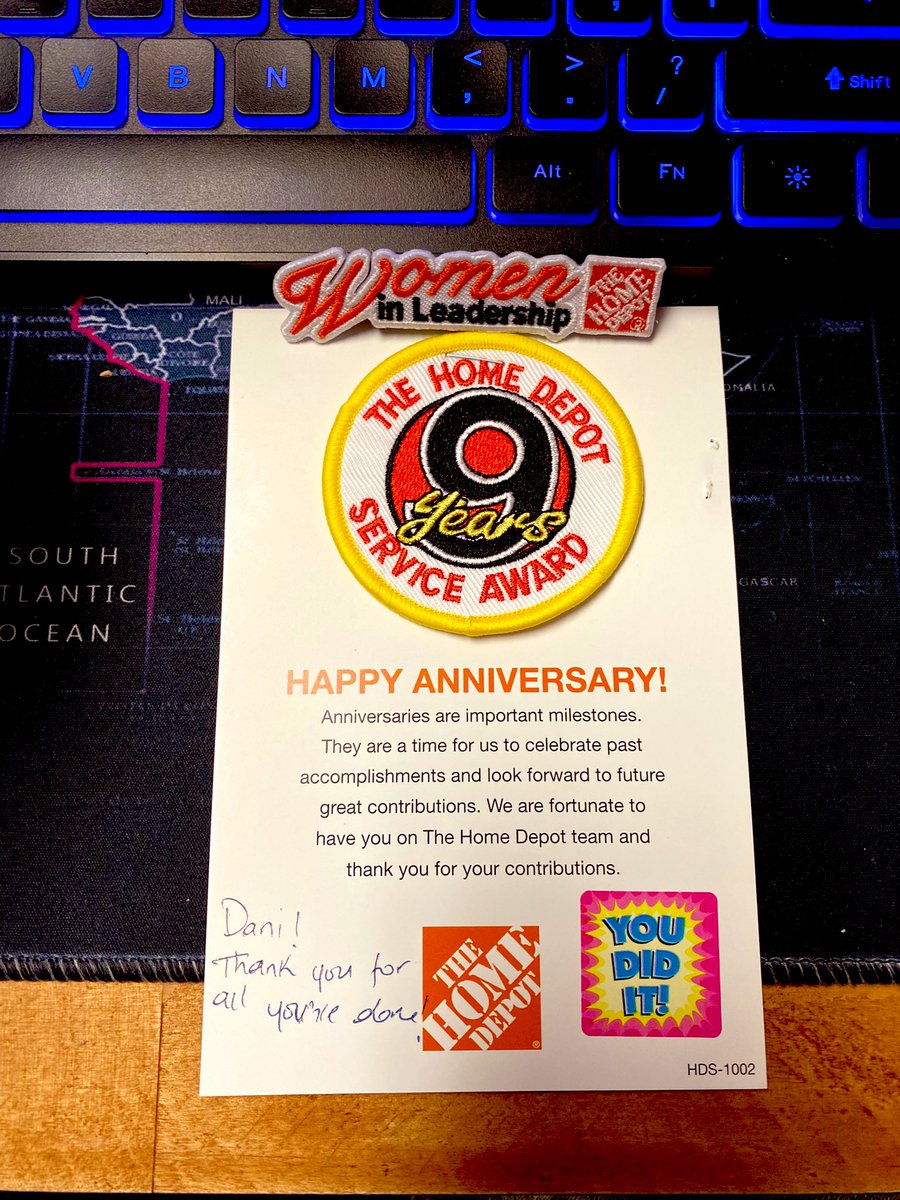 V B N M < , > . ? / Shift
Alt FN
MALI
Women
in Leadership
THE
HOME
DEPOT
THE HOME DEPOT
9
Years
SERVICE AWARD
SOUTH
TLANTIC
OCEAN
OMALIA
GASCAR
HAPPY ANNIVERSARY!
Anniversaries are important milestones.
They are a time for us to celebrate past
accomplishments and look forward to future
great contributions. We are fortunate to
have you on The Home Depot team and
thank you for your contributions.
Dani!
Thank you for
all you're done!
THE
HOME
DEPOT
YOU
DID
IT!
HDS-1002